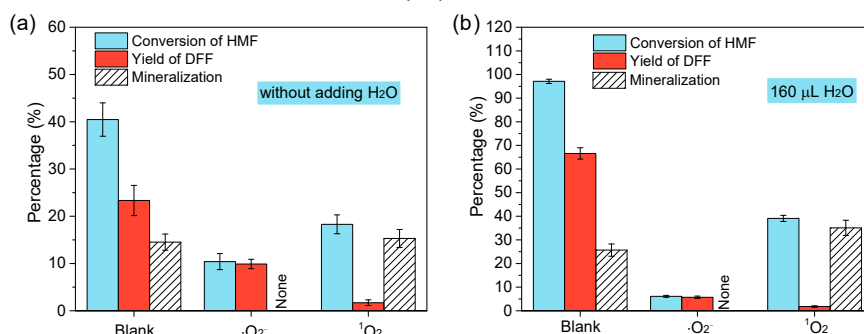 (a)
60
50
40
30
20
10
0
Percentage (%)
Conversion of HMF
Yield of DFF
Mineralization
without adding H₂O
None
Blank
·O₂⁻
¹O₂
(b)
120
110
100
90
80
70
60
50
40
30
20
10
0
Percentage (%)
Conversion of HMF
Yield of DFF
Mineralization
160 μL H₂O
None
Blank
·O₂⁻
¹O₂